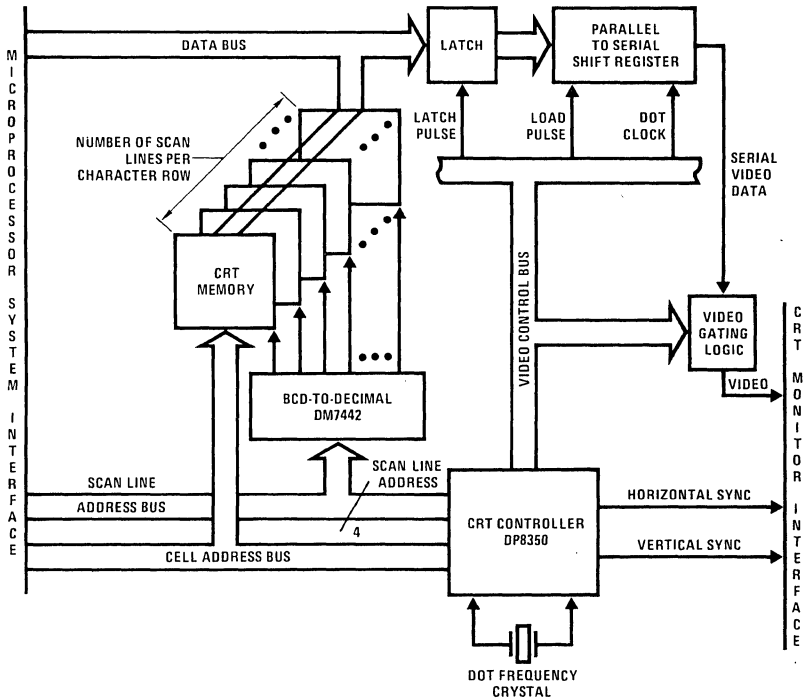 MICROPROCESSOR SYSTEM INTERFACE
DATA BUS
LATCH
PARALLEL
TO SERIAL
SHIFT REGISTER
LATCH
PULSE
LOAD
PULSE
DOT
CLOCK
NUMBER OF SCAN
LINES PER
CHARACTER ROW
SERIAL
VIDEO
DATA
CRT
MEMORY
VIDEO CONTROL BUS
VIDEO
GATING
LOGIC
VIDEO
BCD-TO-DECIMAL
DM7442
SCAN LINE
ADDRESS
SCAN LINE
ADDRESS BUS
4
CELL ADDRESS BUS
CRT CONTROLLER
DP8350
HORIZONTAL SYNC
VERTICAL SYNC
CRT MONITOR INTERFACE
DOT FREQUENCY
CRYSTAL